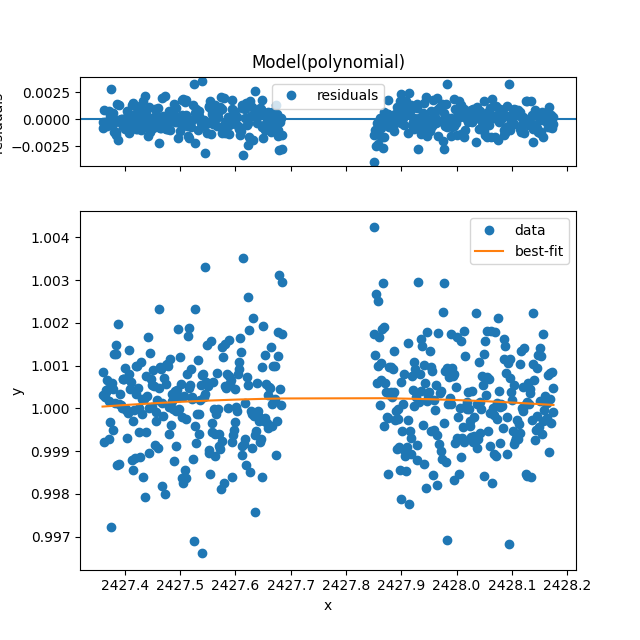 Model(polynomial)
residuals
0.0025
0.0000
−0.0025
residuals
data
best-fit
1.004
1.003
1.002
1.001
1.000
0.999
0.998
0.997
y
2427.4 2427.5 2427.6 2427.7 2427.8 2427.9 2428.0 2428.1 2428.2
x